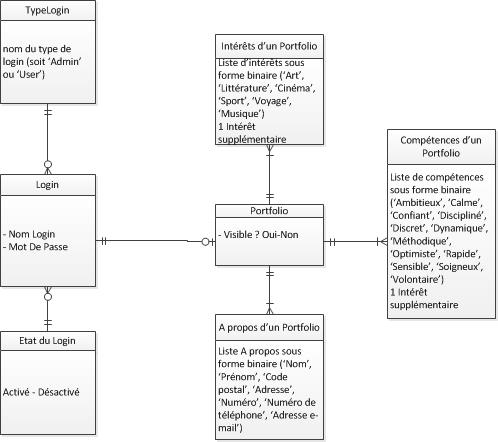 TypeLogin
nom du type de
login (soit ‘Admin’
ou ‘User’)
Intérêts d’un Portfolio
Liste d’intérêts sous
forme binaire (‘Art’,
‘Littérature’, ‘Cinéma’,
‘Sport’, ‘Voyage’,
‘Musique’)
1 Intérêt
supplémentaire
Compétences d’un
Portfolio
Liste de compétences
sous forme binaire
(‘Ambitieux’, ‘Calme’,
‘Confiant’, ‘Discipliné’,
‘Discret’, ‘Dynamique’,
‘Méthodique’,
‘Optimiste’, ‘Rapide’,
‘Sensible’, ‘Soigneux’,
‘Volontaire’)
1 Intérêt
supplémentaire
Login
- Nom Login
- Mot De Passe
Portfolio
- Visible ? Oui-Non
Etat du Login
Activé - Désactivé
A propos d’un Portfolio
Liste A propos sous
forme binaire (‘Nom’,
‘Prénom’, ‘Code
postal’, ‘Adresse’,
‘Numéro’, ‘Numéro de
téléphone’, ‘Adresse e-
mail’)